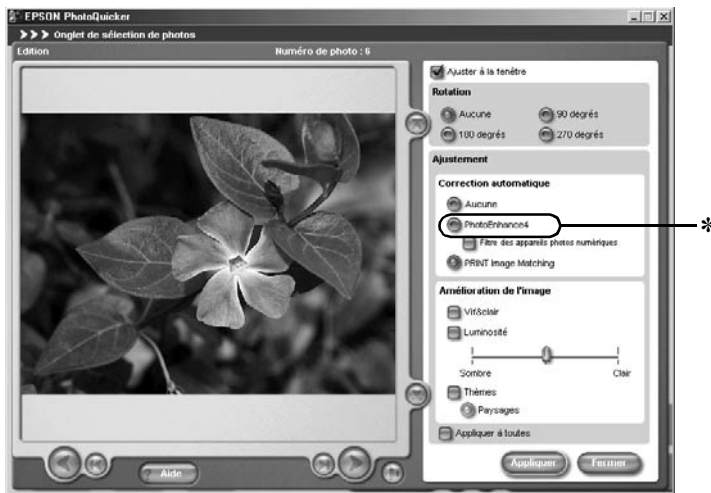 EPSON PhotoQuicker
>>> Onglet de sélection de photos
Edition Numéro de photo : 6
Ajuster à la fenêtre
Rotation
Aucune 90 degrés
180 degrés 270 degrés
Ajustement
Correction automatique
Aucune
PhotoEnhance4 *
Filtre des appareils photos numériques
PRINT Image Matching
Amélioration de l'image
Vif&clair
Luminosité
Sombre Clair
Thèmes
Paysages
Appliquer à toutes
? Aide Appliquer Fermer